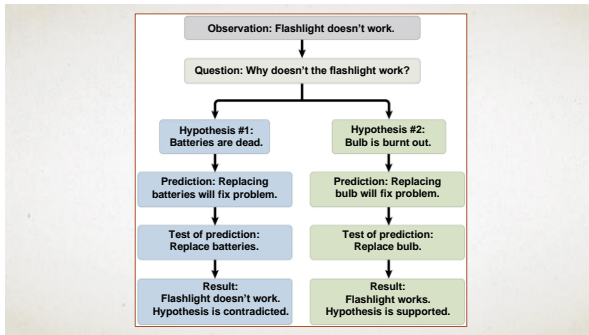 Observation: Flashlight doesn't work.
Question: Why doesn't the flashlight work?
Hypothesis #1:
Batteries are dead.
Prediction: Replacing
batteries will fix problem.
Test of prediction:
Replace batteries.
Result:
Flashlight doesn't work.
Hypothesis is contradicted.
Hypothesis #2:
Bulb is burnt out.
Prediction: Replacing
bulb will fix problem.
Test of prediction:
Replace bulb.
Result:
Flashlight works.
Hypothesis is supported.